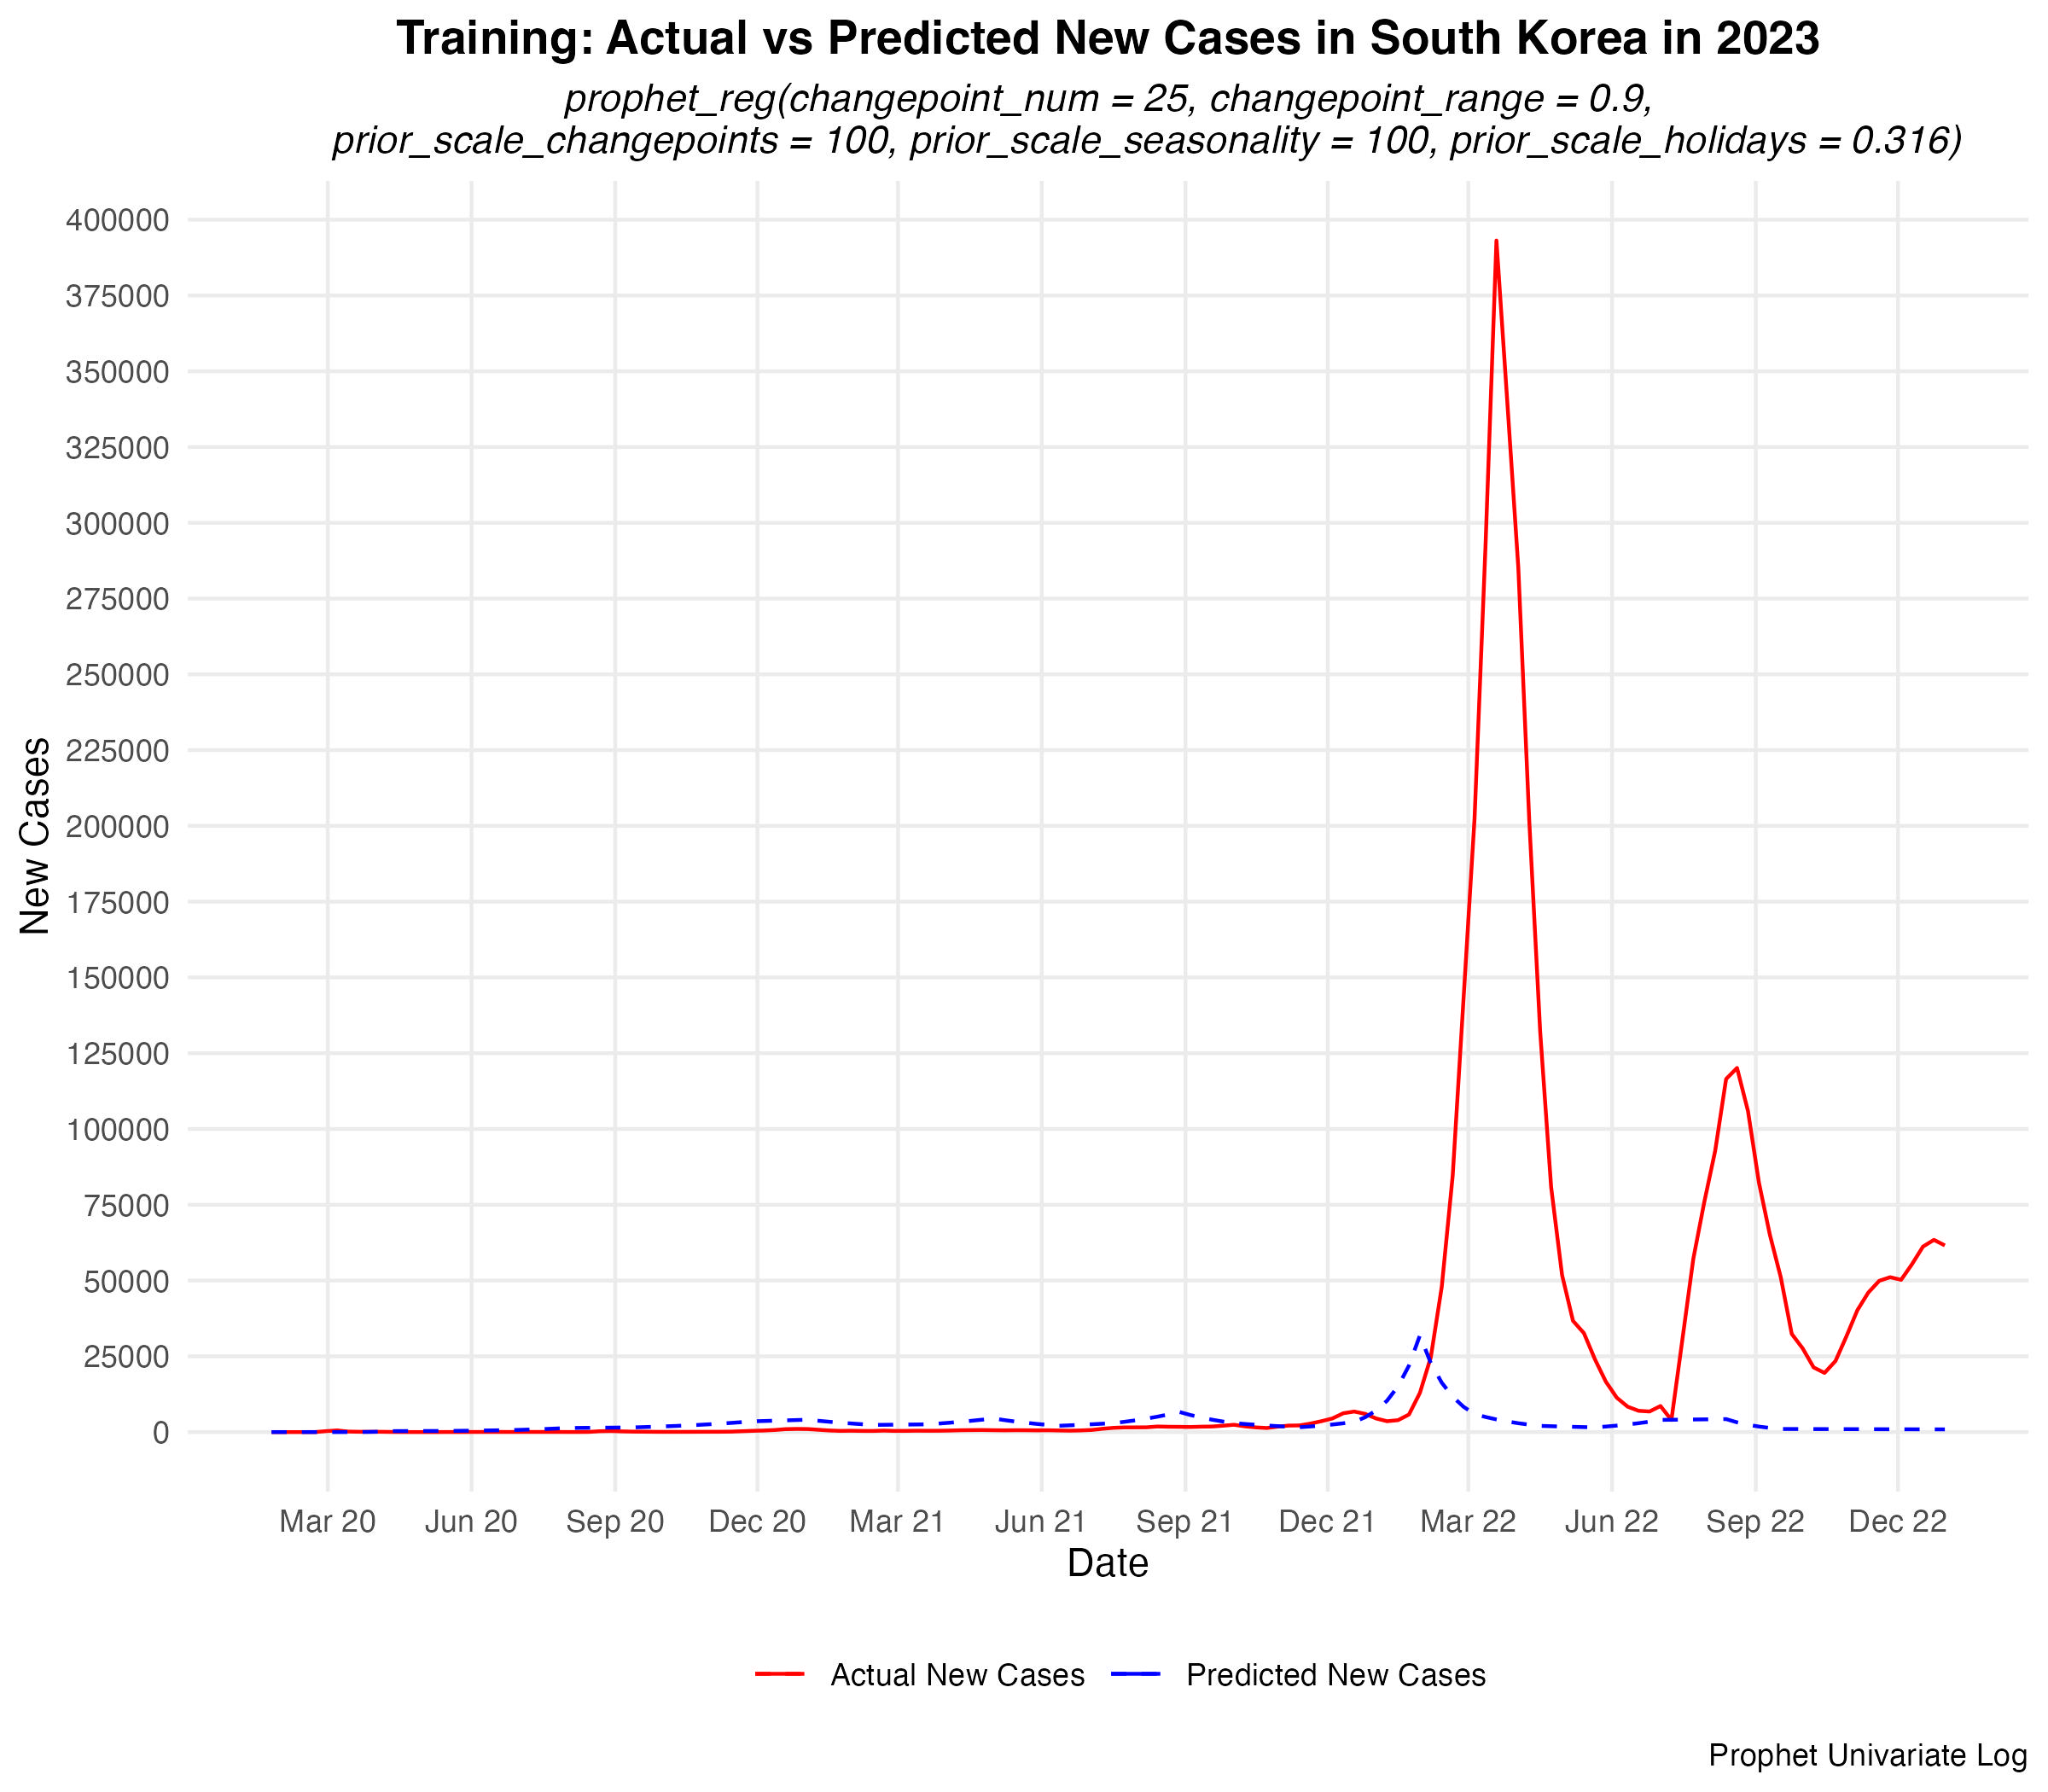 Training: Actual vs Predicted New Cases in South Korea in 2023
prophet_reg(changepoint_num = 25, changepoint_range = 0.9,
prior_scale_changepoints = 100, prior_scale_seasonality = 100, prior_scale_holidays = 0.316)
400000
375000
350000
325000
300000
275000
250000
225000
200000
175000
150000
125000
100000
75000
50000
25000
0
New Cases
Mar 20 Jun 20 Sep 20 Dec 20 Mar 21 Jun 21 Sep 21 Dec 21 Mar 22 Jun 22 Sep 22 Dec 22
Date
Actual New Cases Predicted New Cases
Prophet Univariate Log